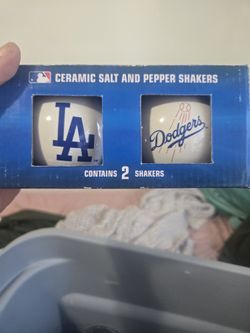 CERAMIC SALT AND PEPPER SHAKERS
LA
Dodgers
CONTAINS 2 SHAKERS